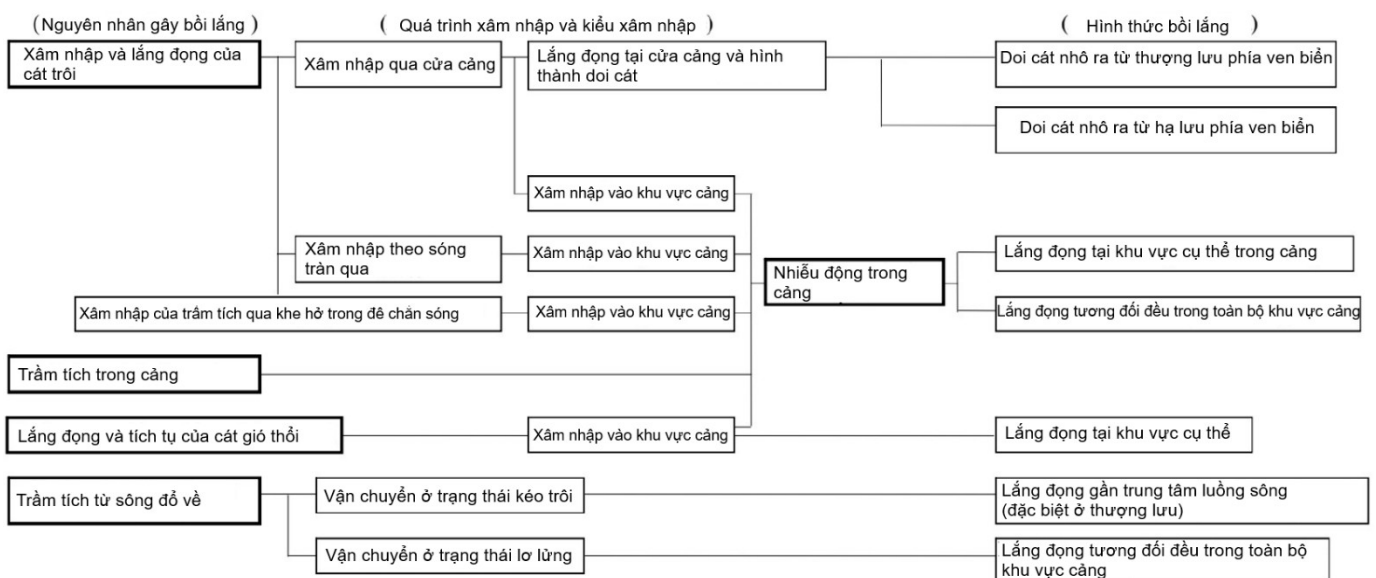 (Nguyên nhân gây bồi lắng )
( Quá trình xâm nhập và kiểu xâm nhập )
( Hình thức bồi lắng )
Xâm nhập và lắng đọng của
cát trôi
Xâm nhập qua cửa cảng
Lắng đọng tại cửa cảng và hình
thành doi cát
Doi cát nhô ra từ thượng lưu phía ven biển
Doi cát nhô ra từ hạ lưu phía ven biển
Xâm nhập vào khu vực cảng
Xâm nhập theo sóng
tràn qua
Xâm nhập vào khu vực cảng
Nhiễu động trong
cảng
Lắng đọng tại khu vực cụ thể trong cảng
Xâm nhập của trầm tích qua khe hở trong đê chắn sóng
Xâm nhập vào khu vực cảng
Lắng đọng tương đối đều trong toàn bộ khu vực cảng
Trầm tích trong cảng
Lắng đọng và tích tụ của cát gió thổi
Xâm nhập vào khu vực cảng
Lắng đọng tại khu vực cụ thể
Trầm tích từ sông đổ về
Vận chuyển ở trạng thái kéo trôi
Lắng đọng gần trung tâm luồng sông
(đặc biệt ở thượng lưu)
Vận chuyển ở trạng thái lơ lửng
Lắng đọng tương đối đều trong toàn bộ
khu vực cảng